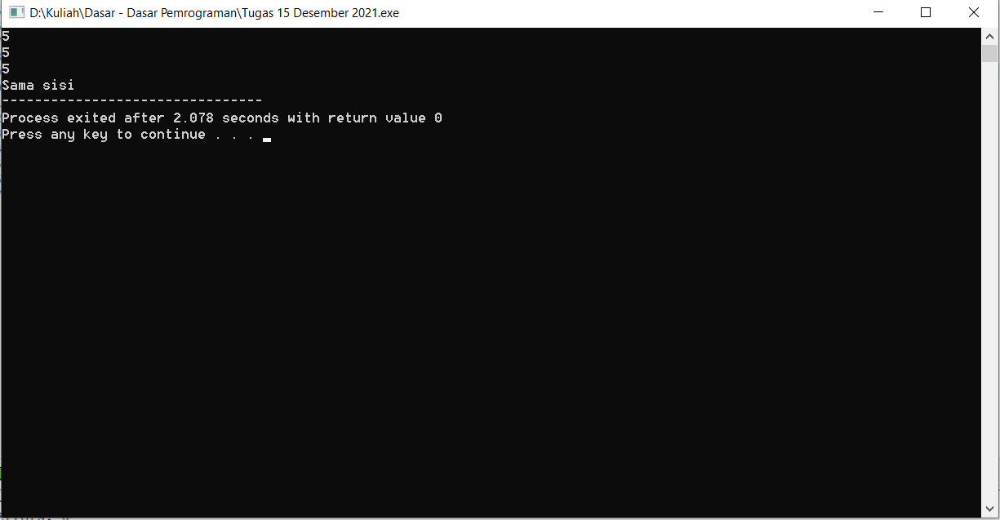 D:\Kuliah\Dasar - Dasar Pemrograman\Tugas 15 Desember 2021.exe
5
5
5
Sama sisi
--------------------------------
Process exited after 2.078 seconds with return value 0
Press any key to continue . . .